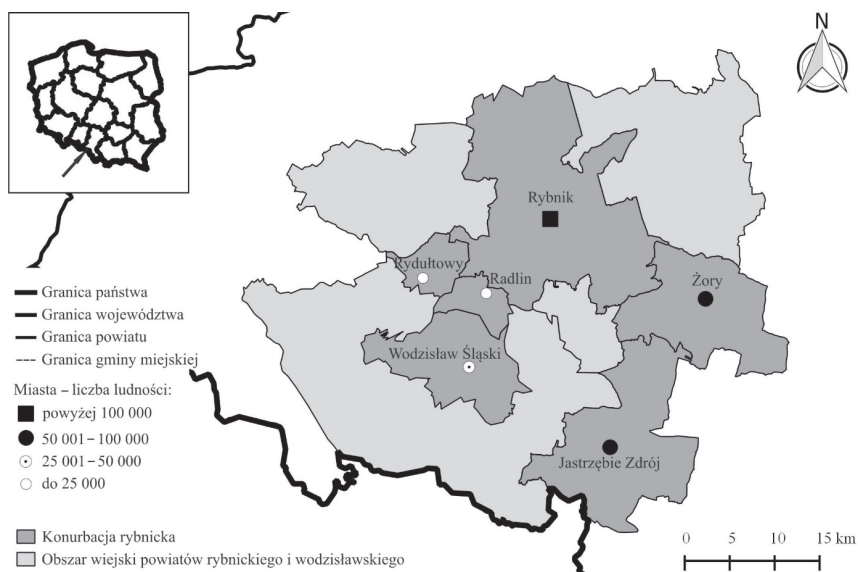 N
Rybnik
Rydułtowy
Radlin
Żory
Wodzisław Śląski
Jastrzębie Zdrój
Granica państwa
Granica województwa
Granica powiatu
Granica gminy miejskiej
Miasta – liczba ludności:
powyżej 100 000
50 001 – 100 000
25 001 – 50 000
do 25 000
Konurbacja rybnicka
Obszar wiejski powiatów rybnickiego i wodzisławskiego
0 5 10 15 km